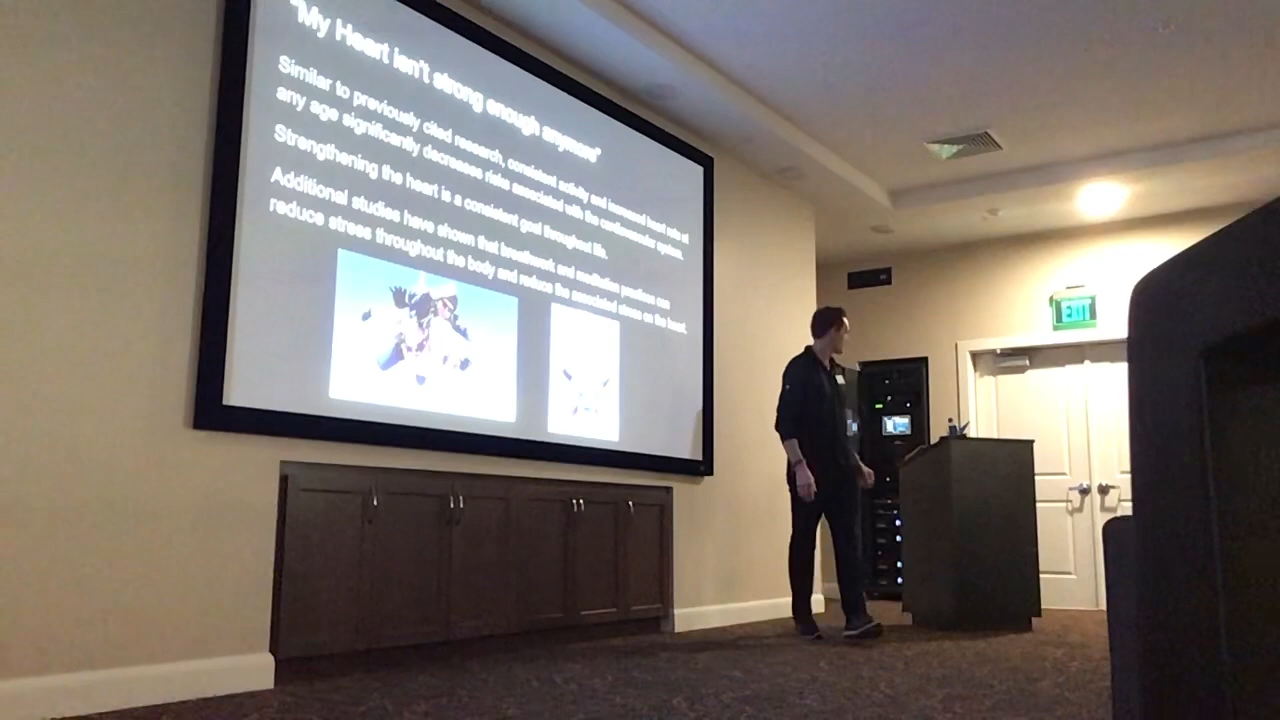 "My Heart isn't strong enough anymore"
Similar to previously cited research, consistent activity and increased heart rate at
any age significantly decreases risks associated with the cardiovascular system.
Strengthening the heart is a consistent goal throughout life.
Additional studies have shown that breathwork and meditation practices can
reduce stress throughout the body and reduce the associated stress on the heart.
EXIT